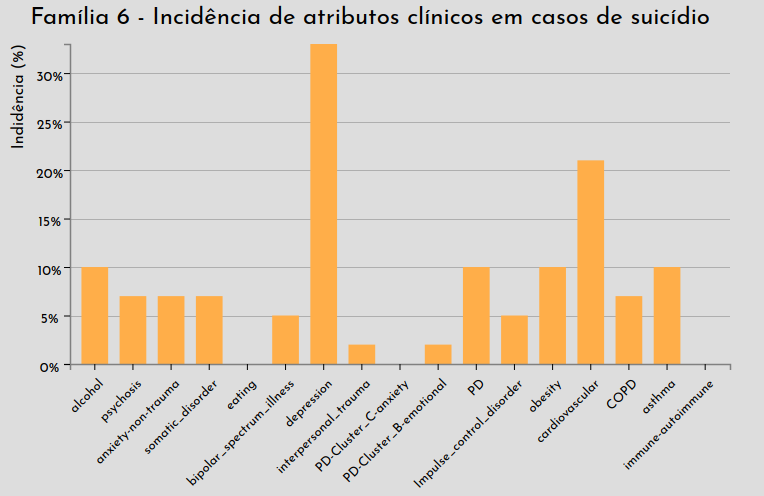 Família 6 - Incidência de atributos clínicos em casos de suicídio
Indidência (%)
30%
25%
20%
15%
10%
5%
0%
alcohol
psychosis
anxiety-non-trauma
somatic_disorder
eating
bipolar_spectrum_illness
depression
interpersonal_trauma
PD-Cluster_C-anxiety
PD-Cluster_B-emotional
PD
Impulse_control_disorder
obesity
cardiovascular
COPD
asthma
immune-autoimmune